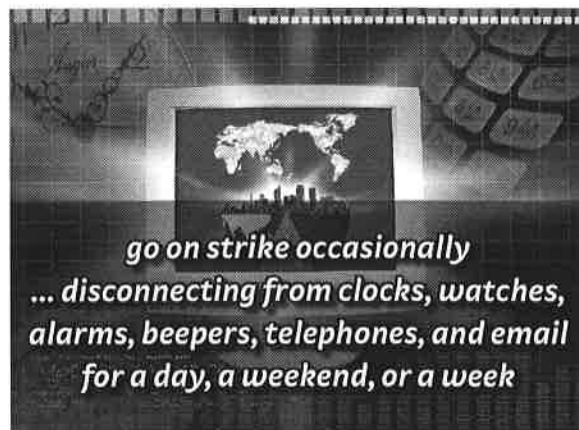 go on strike occasionally
... disconnecting from clocks, watches,
alarms, beepers, telephones, and email
for a day, a weekend, or a week